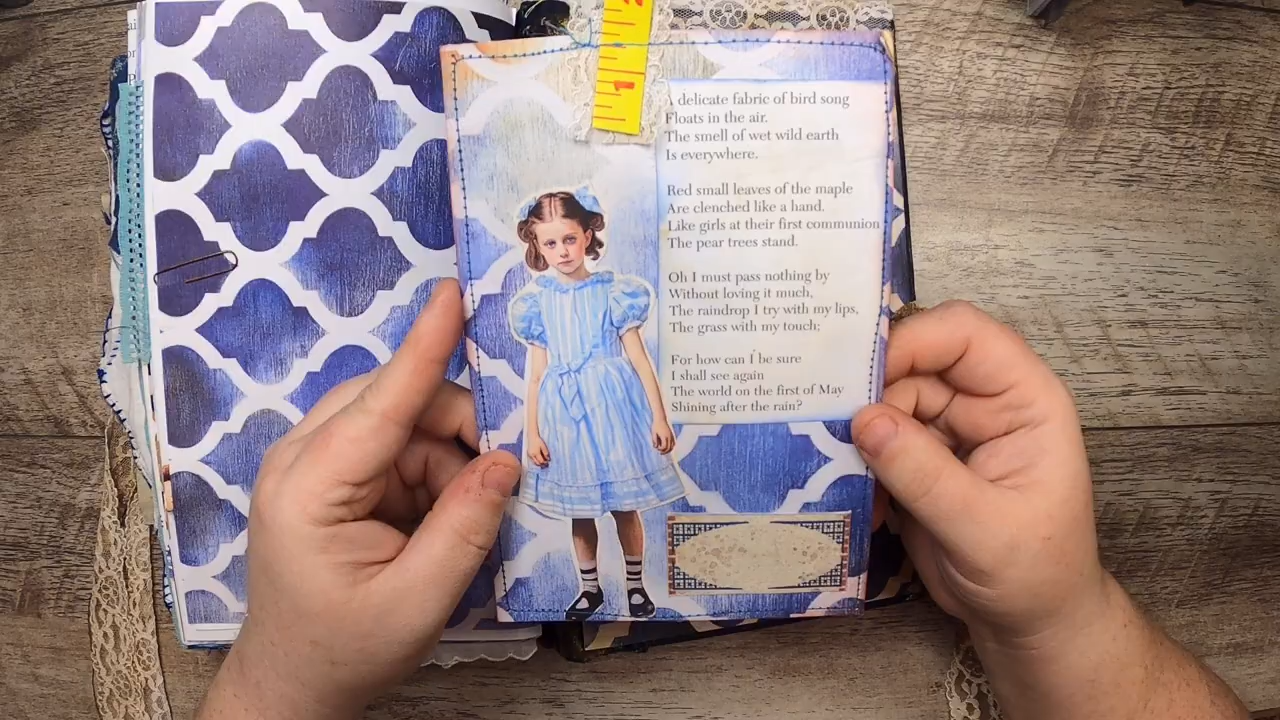 A delicate fabric of bird song
Floats in the air.
The smell of wet wild earth
Is everywhere.
Red small leaves of the maple
Are clenched like a hand.
Like girls at their first communion
The pear trees stand.
Oh I must pass nothing by
Without loving it much,
The raindrop I try with my lips,
The grass with my touch;
For how can I be sure
I shall see again
The world on the first of May
Shining after the rain?
1